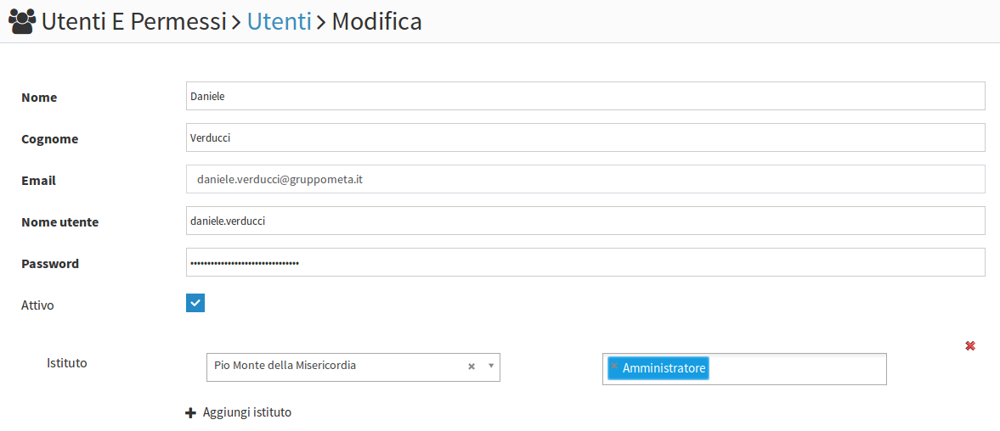 Utenti E Permessi > Utenti > Modifica
Nome Daniele
Cognome Verducci
Email daniele.verducci@gruppometa.it
Nome utente daniele.verducci
Password ••••••••••••••••••••••••••••••••
Attivo
Istituto Pio Monte della Misericordia × Amministratore
Aggiungi istituto